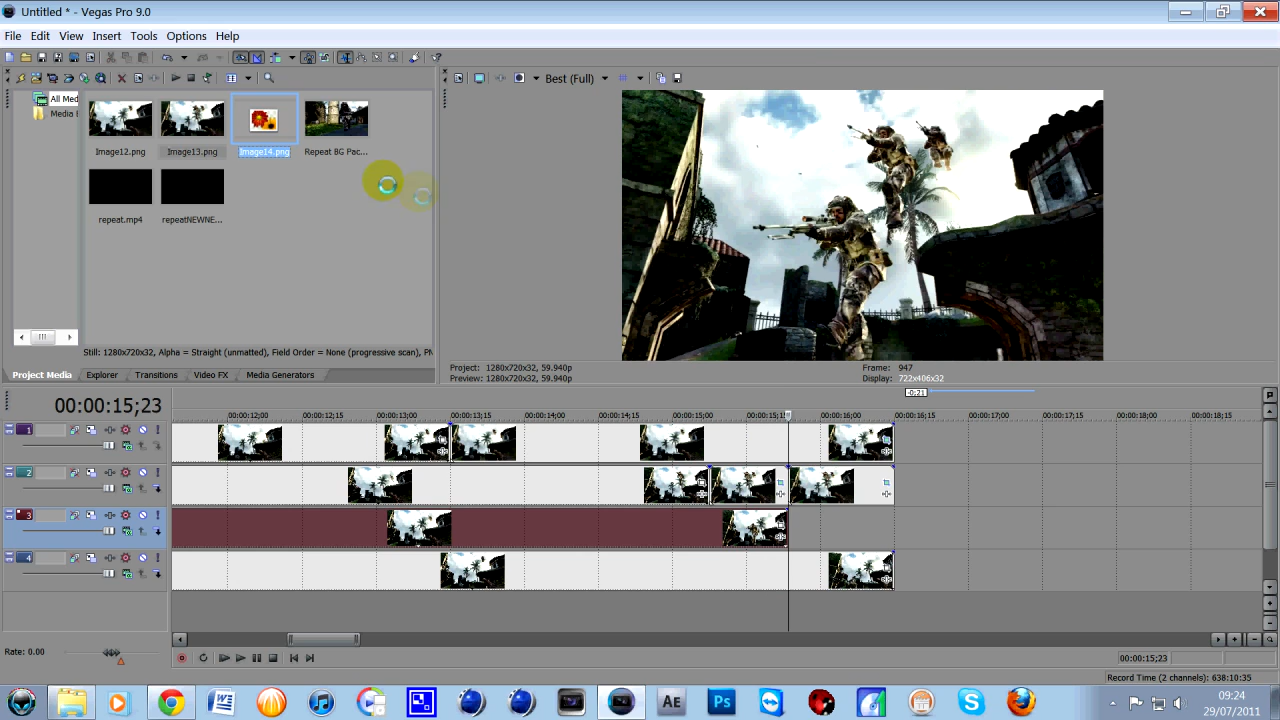 Untitled * - Vegas Pro 9.0
File Edit View Insert Tools Options Help
Best (Full)
All Med
Media B
Image12.png Image13.png Image14.png Repeat BG Pac...
repeat.mp4 repeatNEWNE...
Still: 1280x720x32, Alpha = Straight (unmatted), Field Order = None (progressive scan), PN
Project Media Explorer Transitions Video FX Media Generators
Project: 1280x720x32, 59.940p
Preview: 1280x720x32, 59.940p
Frame: 947
Display: 722x406x32
-0:21
00:00:15;23
00:00:12;00 00:00:12;15 00:00:13;00 00:00:13;15 00:00:14;00 00:00:14;15 00:00:15;00 00:00:15;15 00:00:16;00 00:00:16;15 00:00:17;00 00:00:17;15 00:00:18;00 00:00:18;15
1
2
3
4
Rate: 0.00
00:00:15;23
Record Time (2 channels): 638:10:35
AE Ps
09:24
29/07/2011